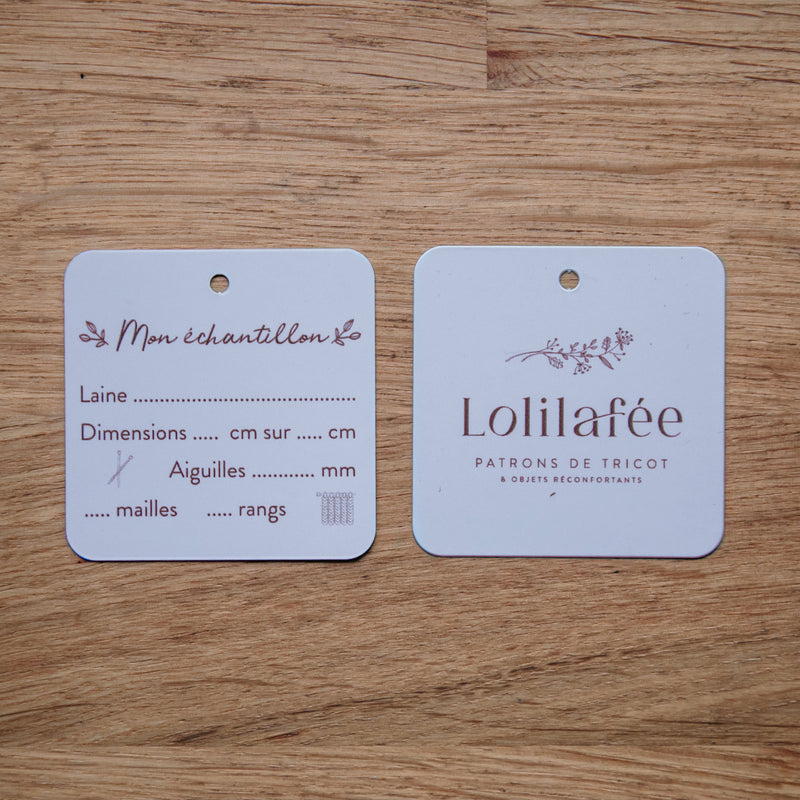 Mon échantillon
Laine ........................................
Dimensions ..... cm sur ..... cm
Aiguilles ............ mm
..... mailles ..... rangs
Lolilafée
PATRONS DE TRICOT
& OBJETS RÉCONFORTANTS